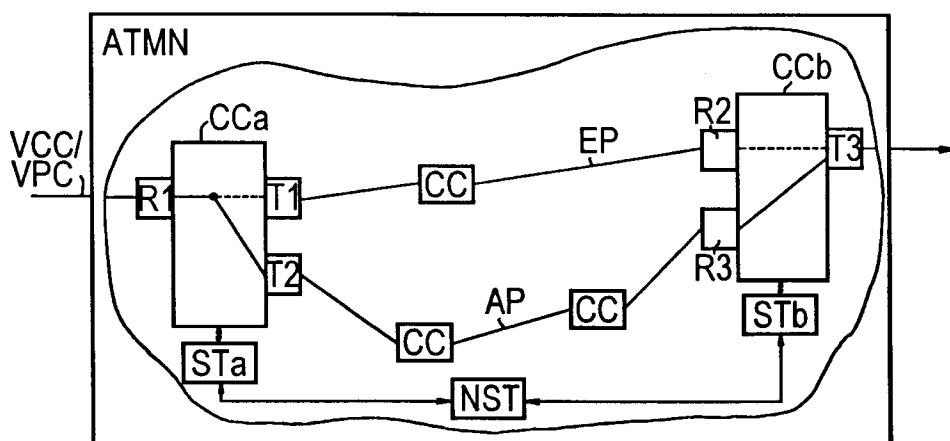 ATMN
CCb
CCa
R2
VCC/
VPC
EP
T3
CC
R1
T1
R3
T2
AP
CC
CC
STb
STa
NST